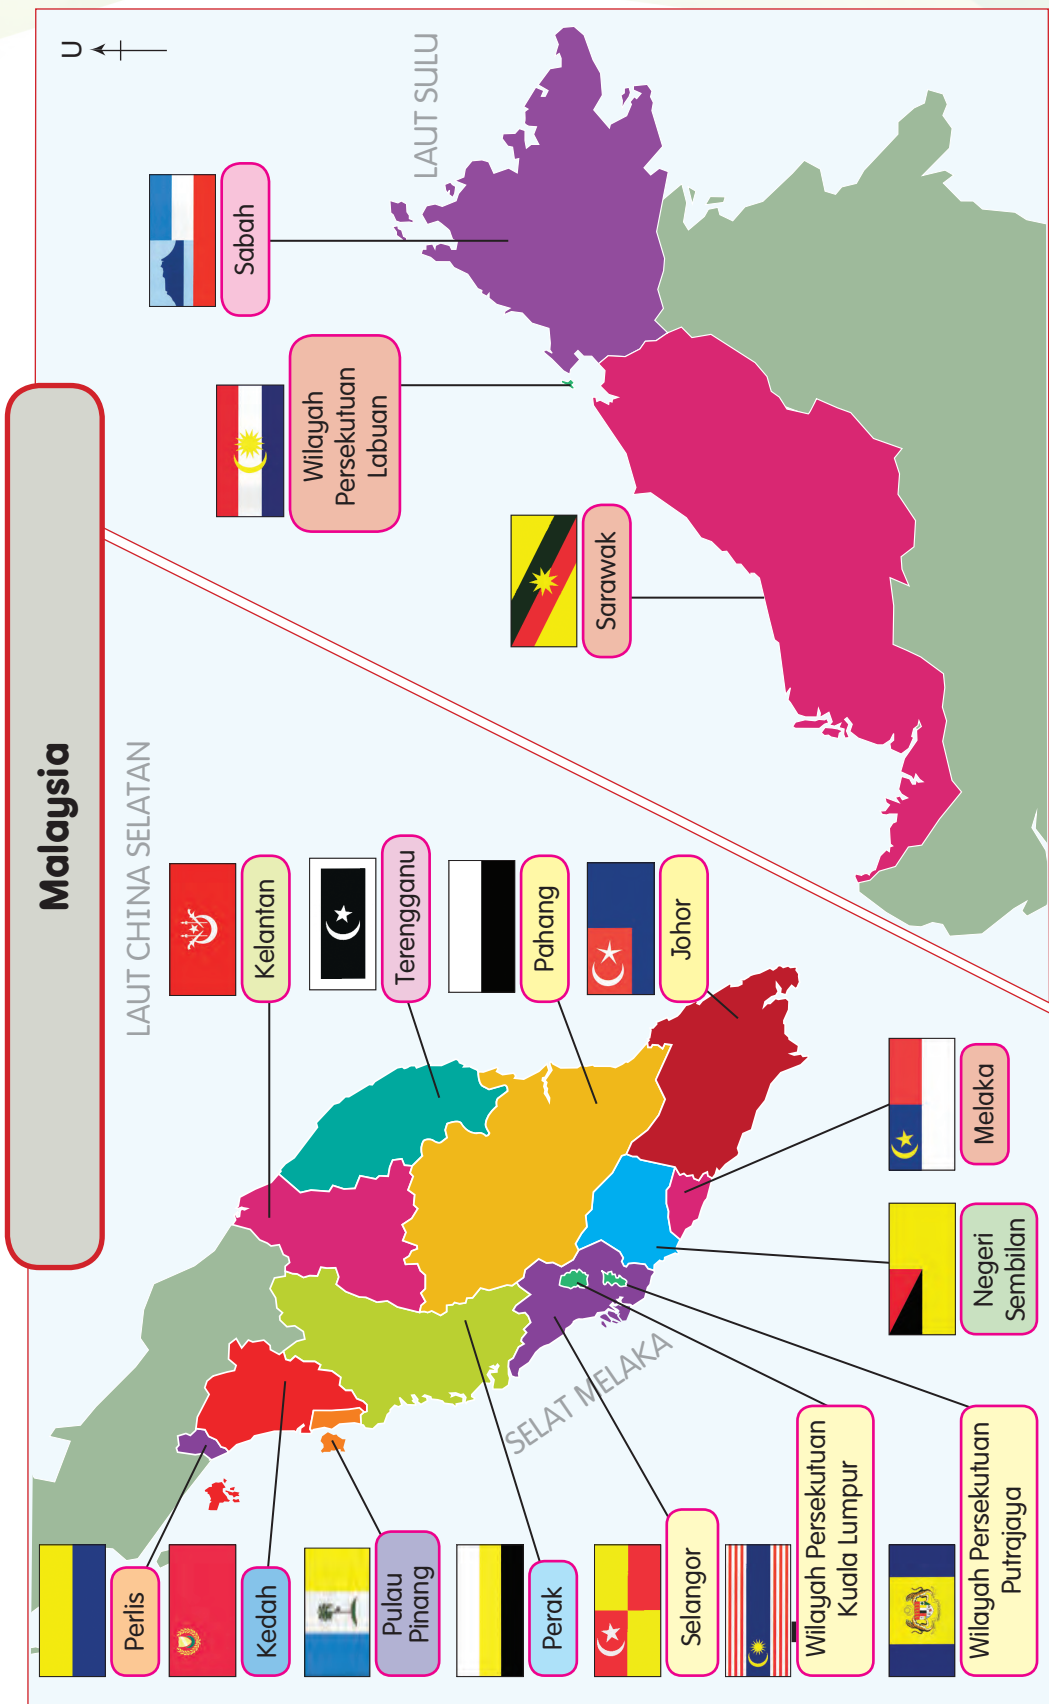 Malaysia
U
LAUT CHINA SELATAN
LAUT SULU
SELAT MELAKA
Perlis
Kedah
Pulau
Pinang
Perak
Selangor
Wilayah Persekutuan
Kuala Lumpur
Wilayah Persekutuan
Putrajaya
Kelantan
Terengganu
Pahang
Johor
Melaka
Negeri
Sembilan
Sabah
Wilayah
Persekutuan
Labuan
Sarawak